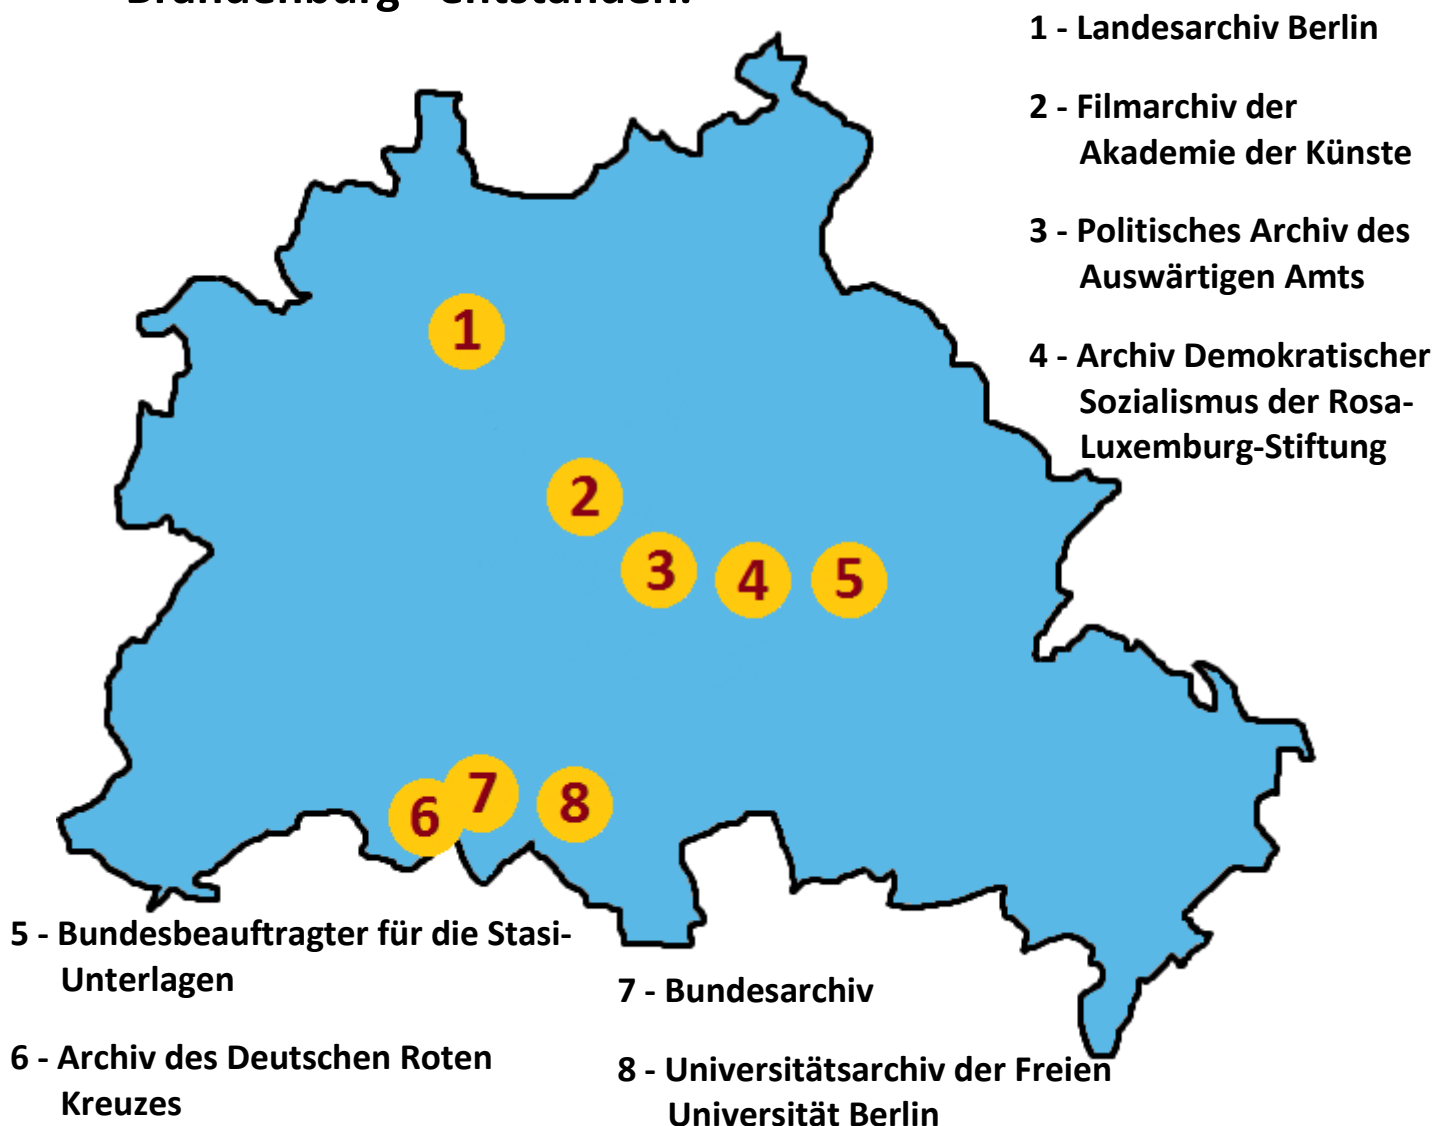 Brandenburg" entstanden.
1 - Landesarchiv Berlin
2 - Filmarchiv der
Akademie der Künste
3 - Politisches Archiv des
Auswärtigen Amts
4 - Archiv Demokratischer
Sozialismus der Rosa-
Luxemburg-Stiftung
1
2
3
4
5
6
7
8
5 - Bundesbeauftragter für die Stasi-
Unterlagen
6 - Archiv des Deutschen Roten
Kreuzes
7 - Bundesarchiv
8 - Universitätsarchiv der Freien
Universität Berlin